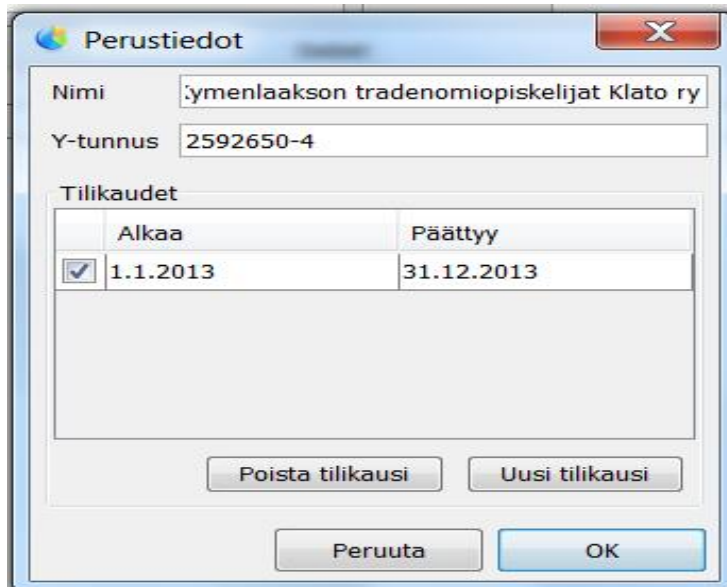 Perustiedot
Nimi :ymenlaakson tradenomiopiskelijat Klato ry
Y-tunnus 2592650-4
Tilikaudet
Alkaa Päättyy
1.1.2013 31.12.2013
Poista tilikausi Uusi tilikausi
Peruuta OK